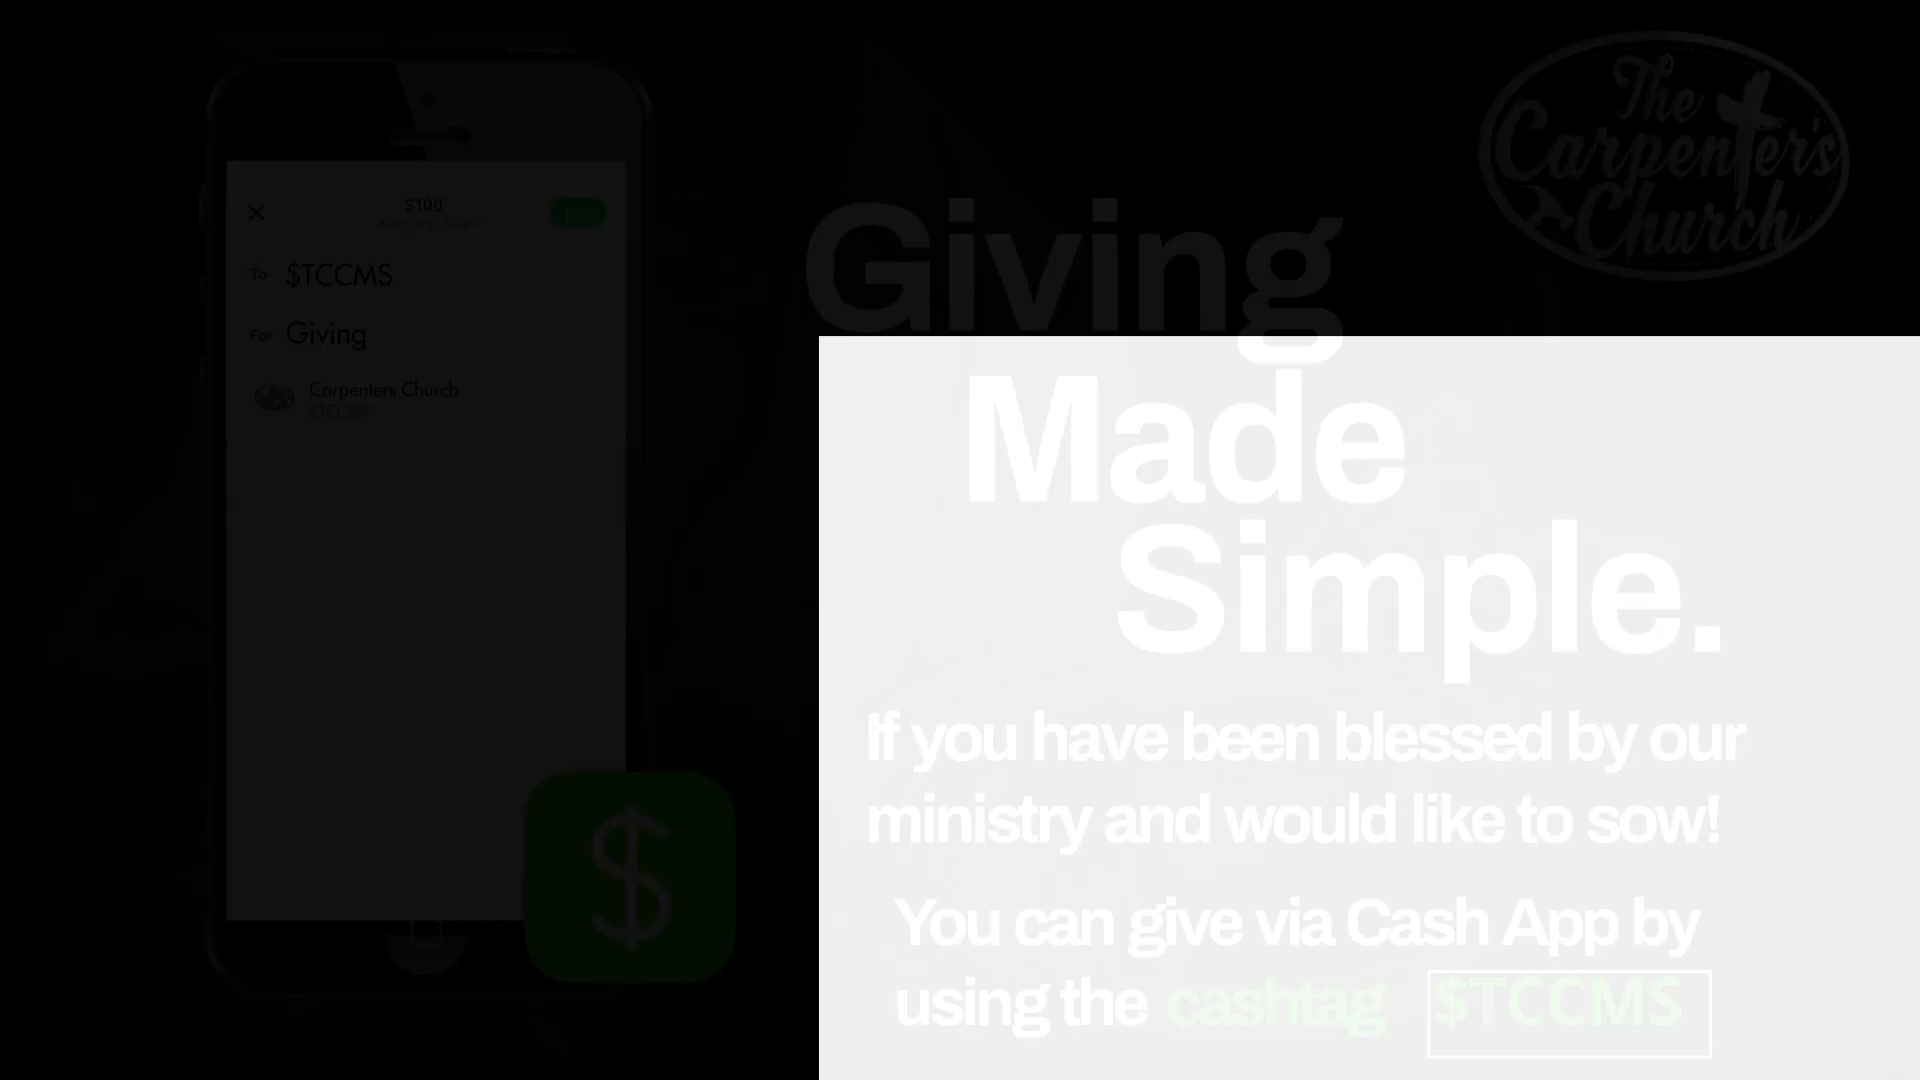 The
Carpenter's
Church
$100
To $TCCMS
For Giving
Carpenters Church
$TCCMS
$
Giving
Made
Simple.
If you have been blessed by our
ministry and would like to sow!
You can give via Cash App by
using the cashtag $TCCMS